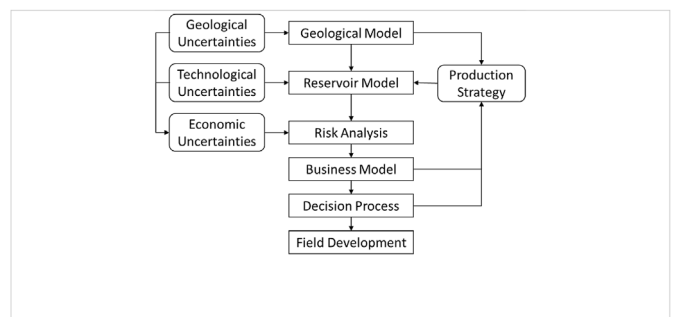 Geological
Uncertainties
Geological Model
Technological
Uncertainties
Reservoir Model
Production
Strategy
Economic
Uncertainties
Risk Analysis
Business Model
Decision Process
Field Development